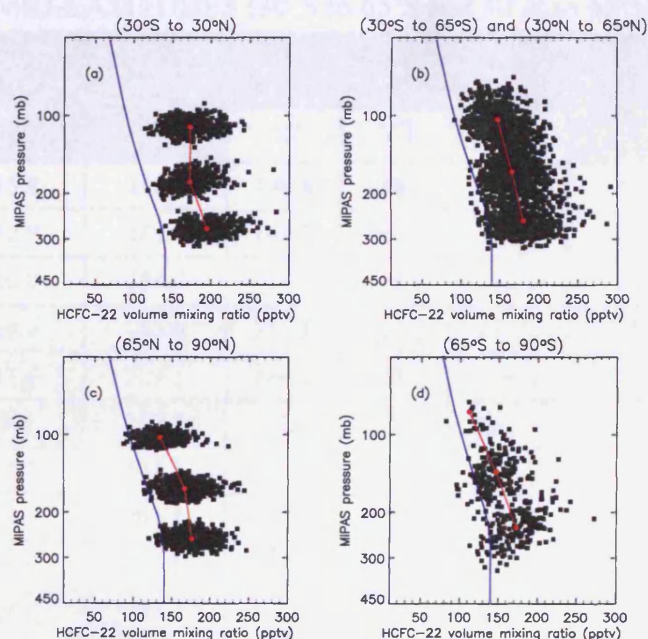 (30°S to 30°N)
(a)
MIPAS pressure (mb)
100
200
300
450
50 100 150 200 250 300
HCFC-22 volume mixing ratio (pptv)
(30°S to 65°S) and (30°N to 65°N)
(b)
MIPAS pressure (mb)
100
200
300
450
50 100 150 200 250 300
HCFC-22 volume mixing ratio (pptv)
(65°N to 90°N)
(c)
MIPAS pressure (mb)
100
200
300
450
50 100 150 200 250 300
HCFC-22 volume mixing ratio (pptv)
(65°S to 90°S)
(d)
MIPAS pressure (mb)
100
200
300
450
50 100 150 200 250 300
HCFC-22 volume mixing ratio (pptv)